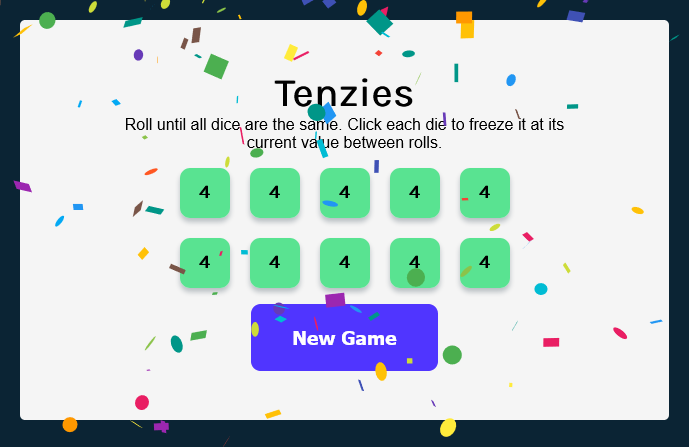 Tenzies
Roll until all dice are the same. Click each die to freeze it at its
current value between rolls.
4 4 4 4 4
4 4 4 4 4
New Game